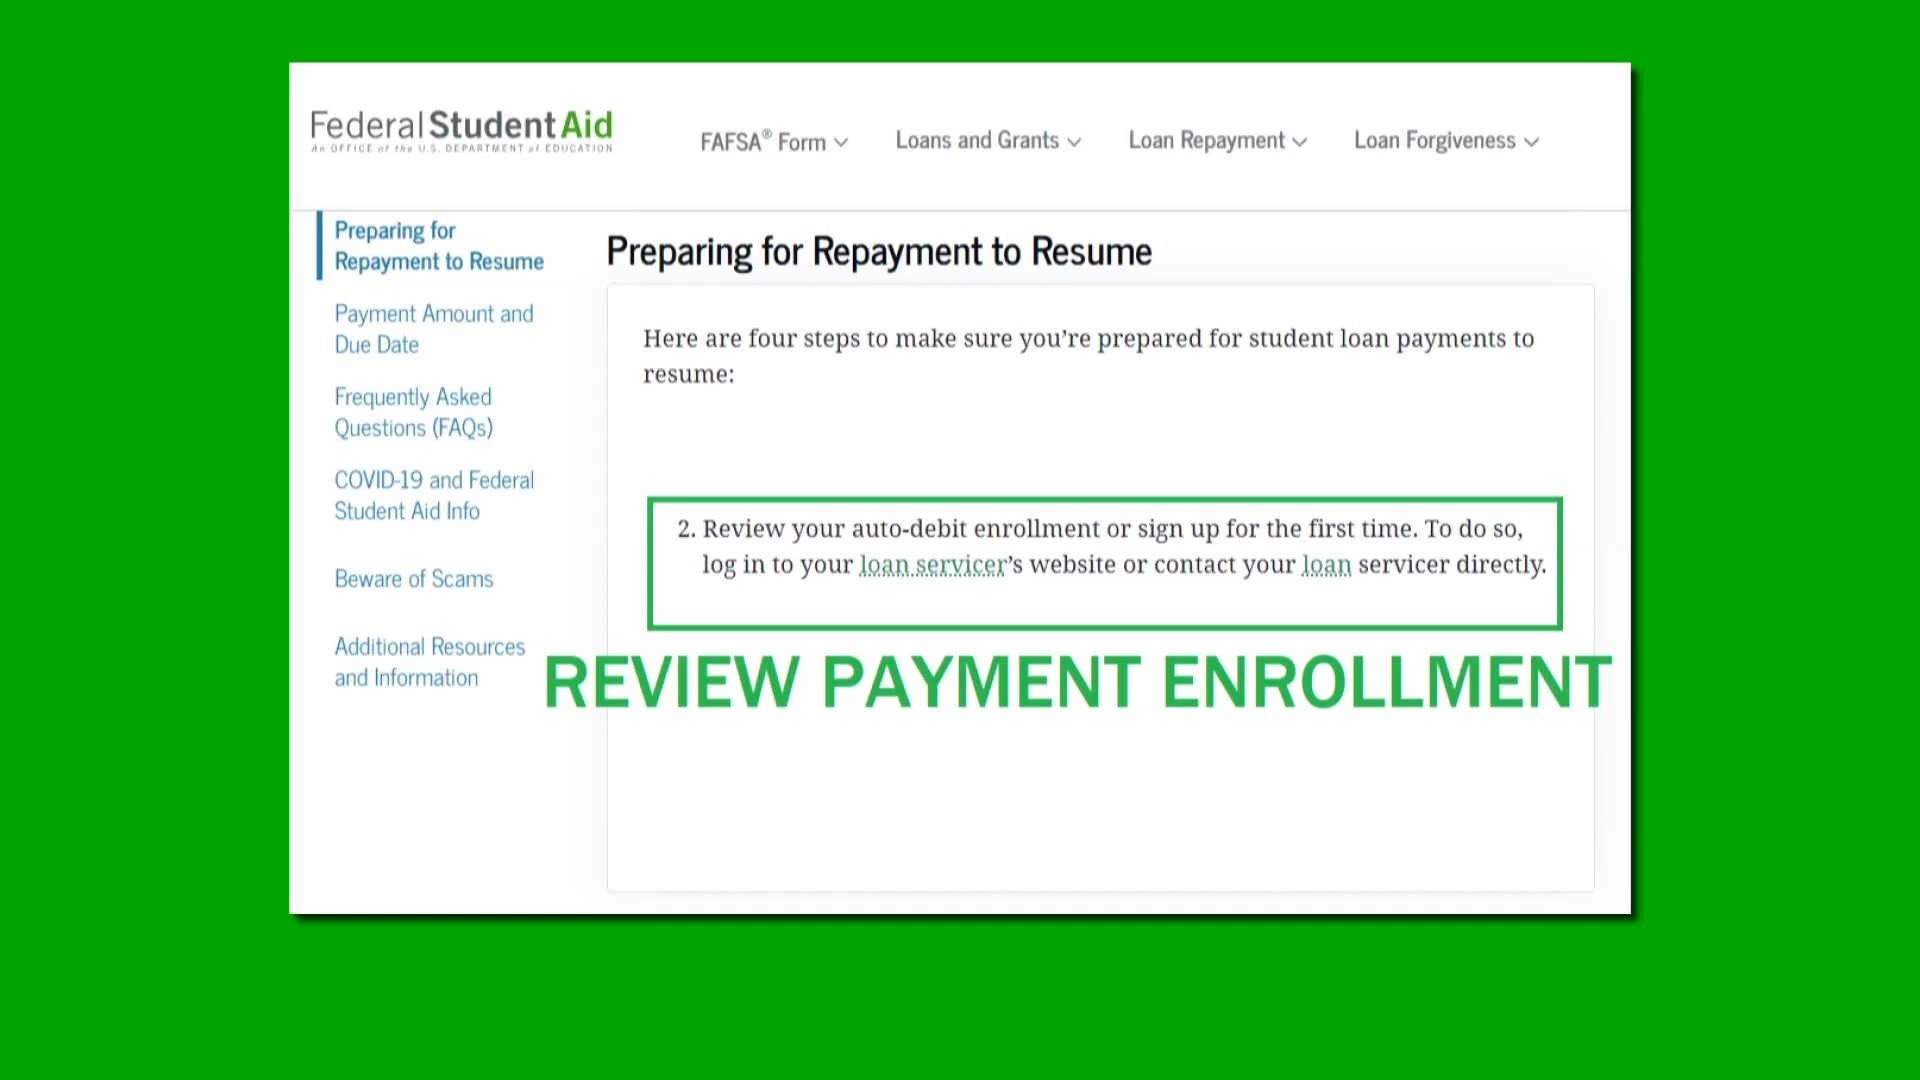 Federal Student Aid
An OFFICE of the U.S. DEPARTMENT of EDUCATION
FAFSA® Form
Loans and Grants
Loan Repayment
Loan Forgiveness
Preparing for
Repayment to Resume
Payment Amount and
Due Date
Frequently Asked
Questions (FAQs)
COVID-19 and Federal
Student Aid Info
Beware of Scams
Additional Resources
and Information
Preparing for Repayment to Resume
Here are four steps to make sure you’re prepared for student loan payments to
resume:
2. Review your auto-debit enrollment or sign up for the first time. To do so,
log in to your loan servicer’s website or contact your loan servicer directly.
REVIEW PAYMENT ENROLLMENT